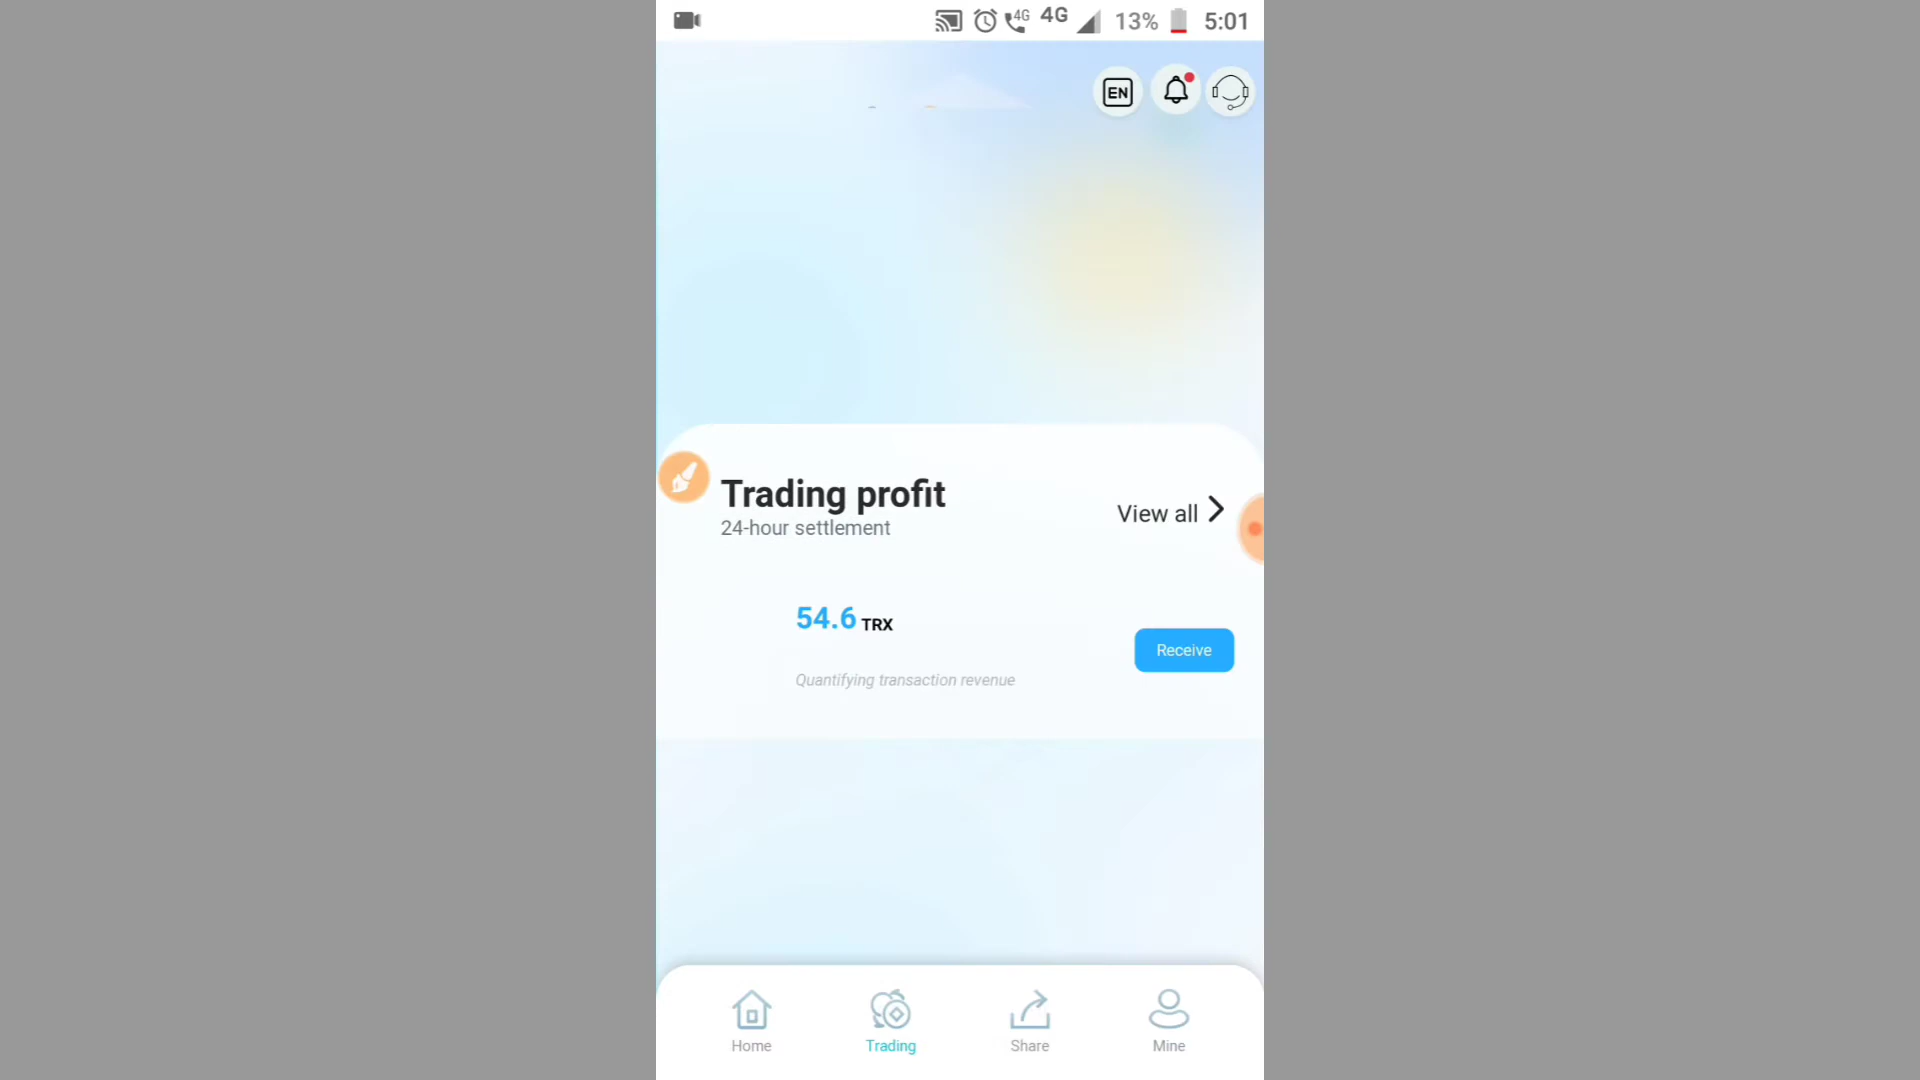 4G 4G 13% 5:01
EN
Trading profit
24-hour settlement
View all
54.6 TRX
Receive
Quantifying transaction revenue
Home Trading Share Mine